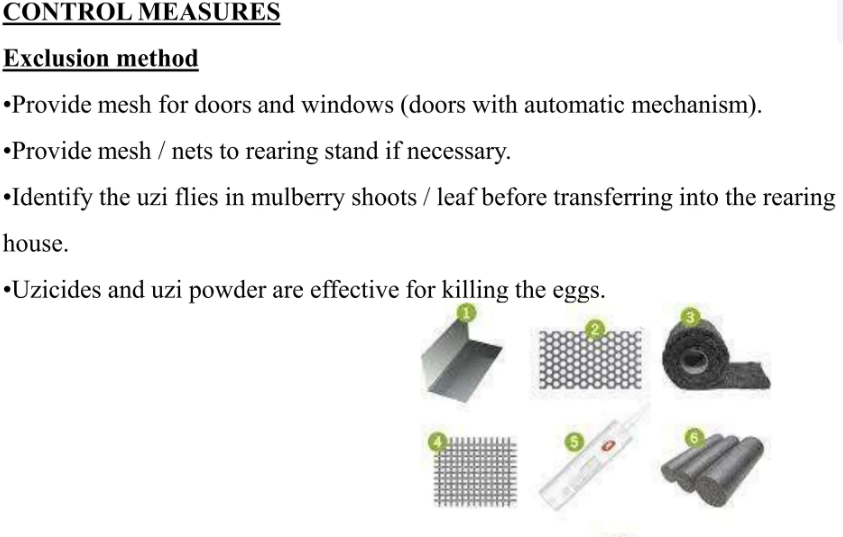 CONTROL MEASURES
Exclusion method
•Provide mesh for doors and windows (doors with automatic mechanism).
•Provide mesh / nets to rearing stand if necessary.
•Identify the uzi flies in mulberry shoots / leaf before transferring into the rearing
house.
•Uzicides and uzi powder are effective for killing the eggs.
1
2
3
4
5
6